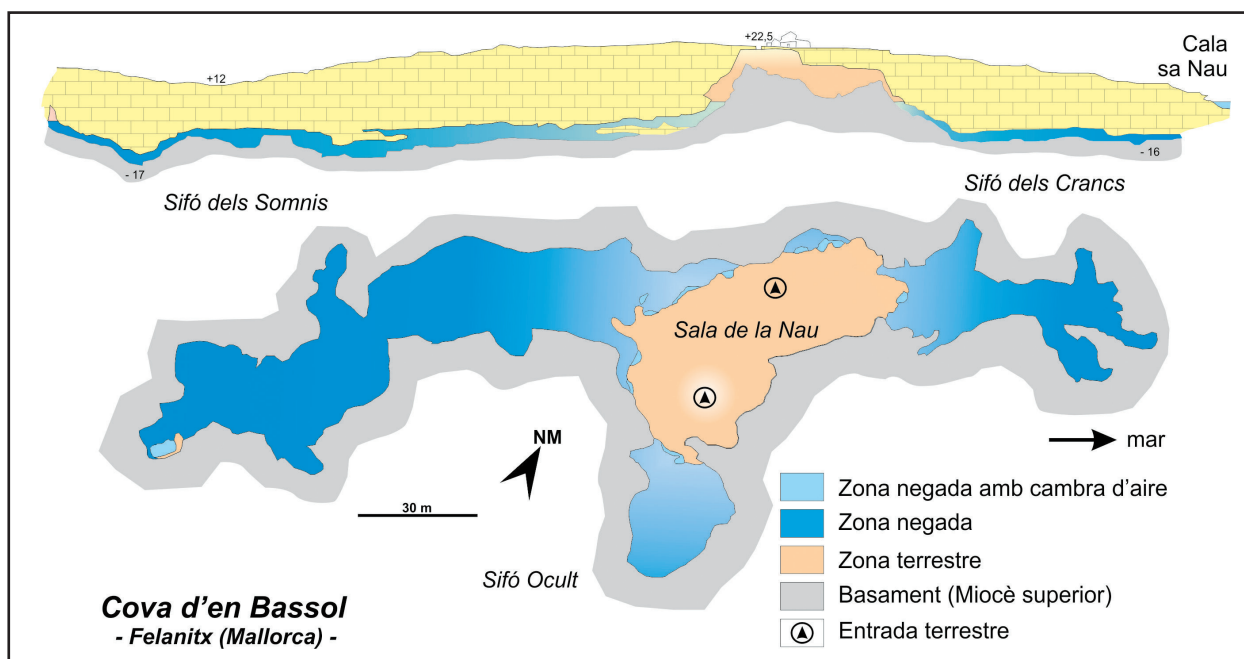 +22,5
Cala
sa Nau
+12
- 17
- 16
Sifó dels Somnis
Sifó dels Crancs
Sala de la Nau
NM
mar
30 m
Sifó Ocult
Zona negada amb cambra d'aire
Zona negada
Zona terrestre
Basament (Miocè superior)
Entrada terrestre
Cova d'en Bassol
- Felanitx (Mallorca) -